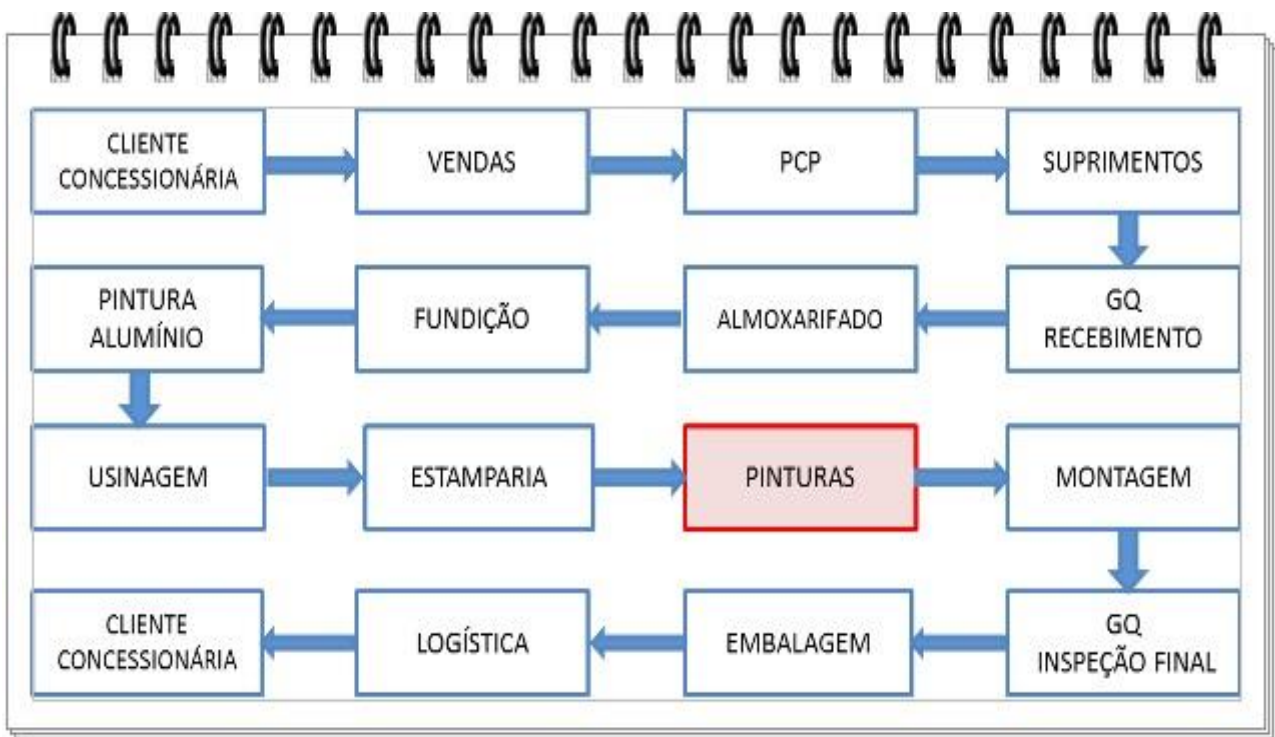 CLIENTE
CONCESSIONÁRIA
VENDAS
PCP
SUPRIMENTOS
PINTURA
ALUMÍNIO
FUNDIÇÃO
ALMOXARIFADO
GQ
RECEBIMENTO
USINAGEM
ESTAMPARIA
PINTURAS
MONTAGEM
CLIENTE
CONCESSIONÁRIA
LOGÍSTICA
EMBALAGEM
GQ
INSPEÇÃO FINAL